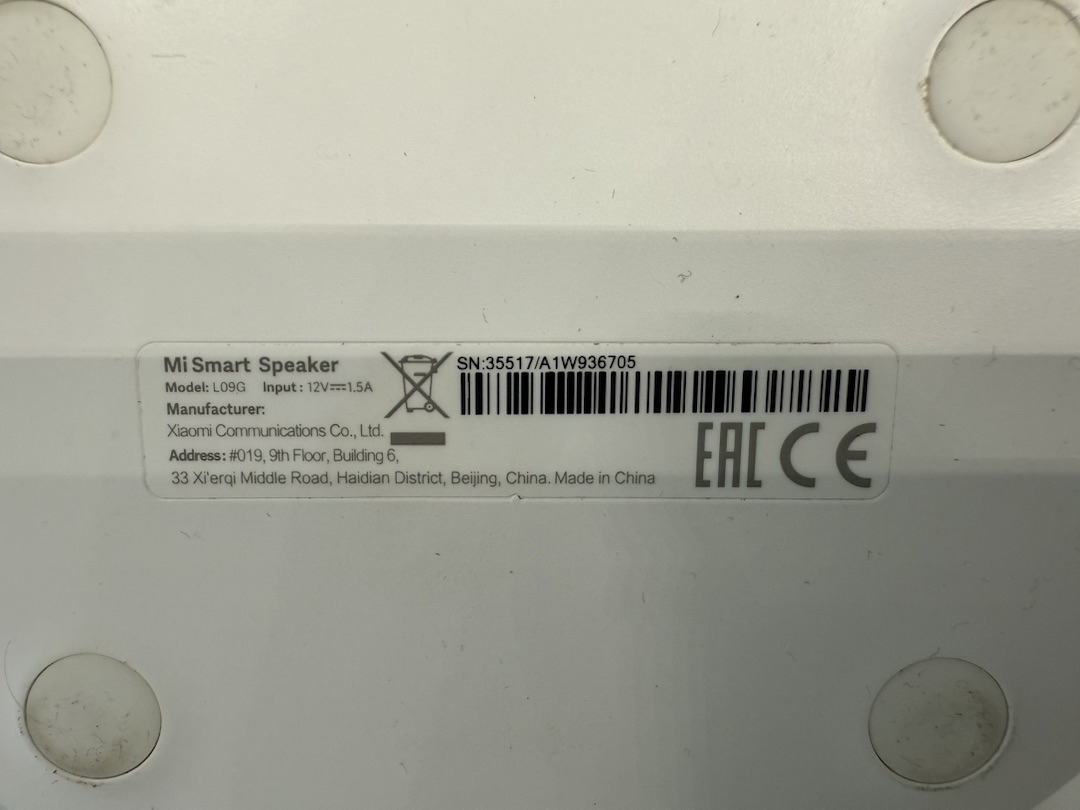 Mi Smart Speaker
Model: L09G Input : 12V⎓1.5A
Manufacturer:
Xiaomi Communications Co., Ltd.
Address: #019, 9th Floor, Building 6,
33 Xi'erqi Middle Road, Haidian District, Beijing, China. Made in China
SN:35517/A1W936705
EAC CE